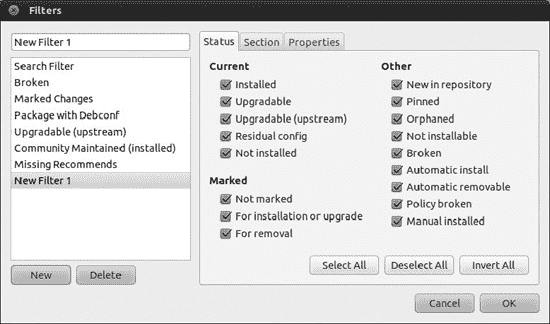 Filters
New Filter 1
Search Filter
Broken
Marked Changes
Package with Debconf
Upgradable (upstream)
Community Maintained (installed)
Missing Recommends
New Filter 1
New Delete
Status Section Properties
Current
Installed
Upgradable
Upgradable (upstream)
Residual config
Not installed
Marked
Not marked
For installation or upgrade
For removal
Other
New in repository
Pinned
Orphaned
Not installable
Broken
Automatic install
Automatic removable
Policy broken
Manual installed
Select All Deselect All Invert All
Cancel OK